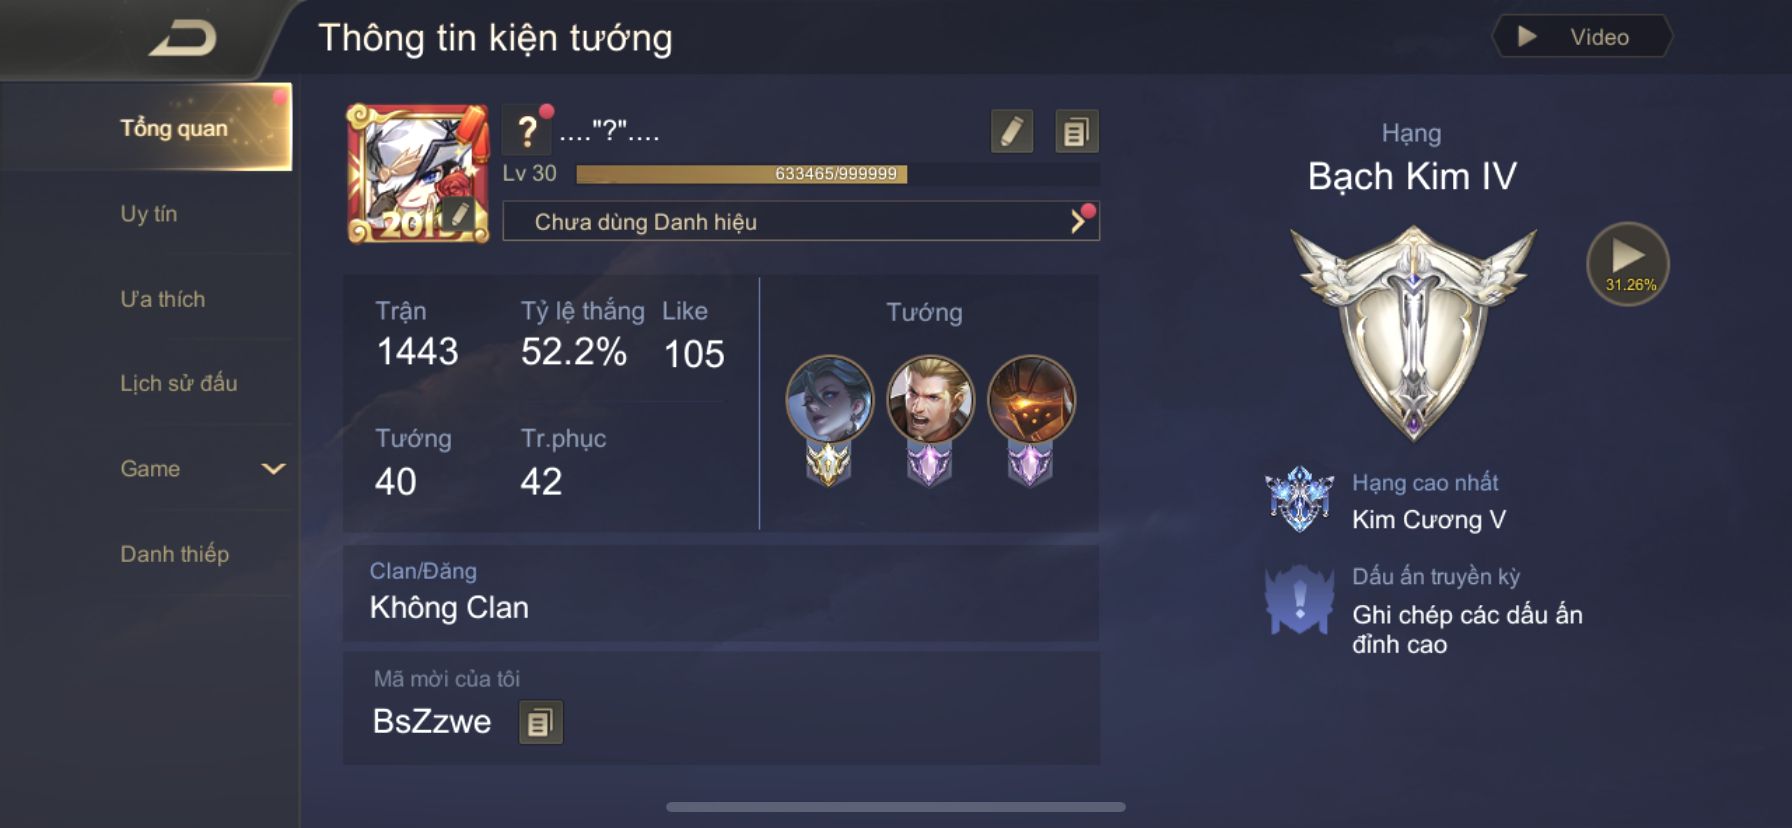 Thông tin kiện tướng
Video
Tổng quan
Uy tín
Ưa thích
Lịch sử đấu
Game
Danh thiếp
2019
?
...."?"....
Lv 30
633465/999999
Chưa dùng Danh hiệu
Trận
Tỷ lệ thắng
Like
1443
52.2%
105
Tướng
Tr.phục
40
42
Tướng
Clan/Đăng
Không Clan
Mã mời của tôi
BsZzwe
Hạng
Bạch Kim IV
31.26%
Hạng cao nhất
Kim Cương V
Dấu ấn truyền kỳ
Ghi chép các dấu ấn
đỉnh cao